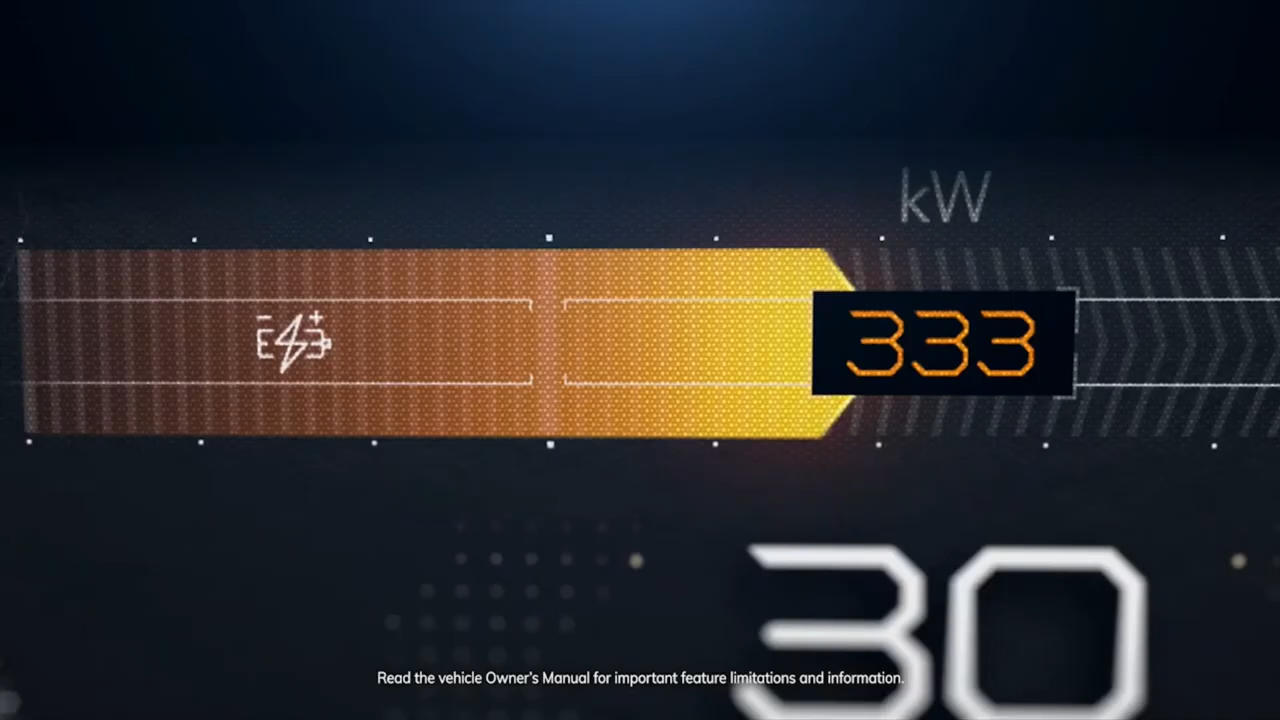 kW
333
30
Read the vehicle Owner's Manual for important feature limitations and information.